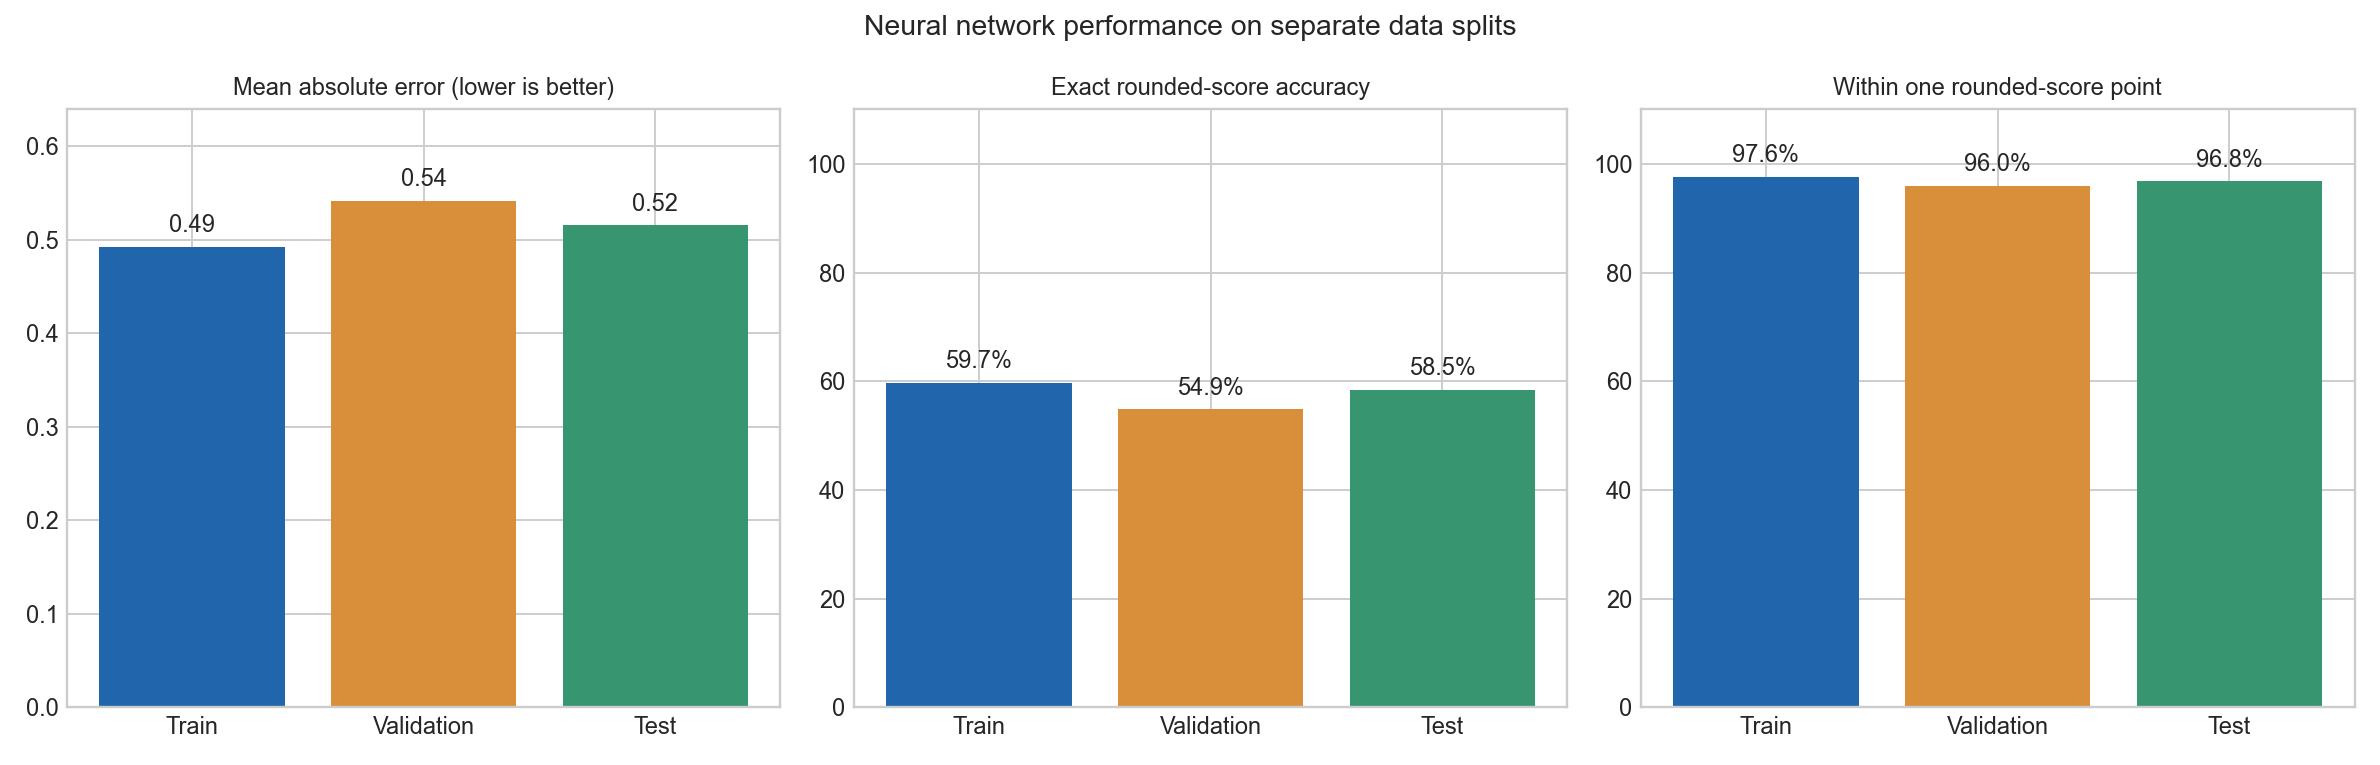 Neural network performance on separate data splits
Mean absolute error (lower is better)
0.6
0.5
0.4
0.3
0.2
0.1
0.0
0.49
0.54
0.52
Train
Validation
Test
Exact rounded-score accuracy
100
80
60
40
20
0
59.7%
54.9%
58.5%
Train
Validation
Test
Within one rounded-score point
100
80
60
40
20
0
97.6%
96.0%
96.8%
Train
Validation
Test